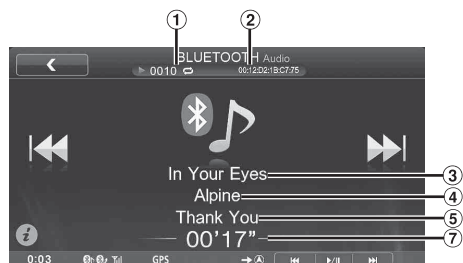 ① ②
BLUETOOTH Audio
0010 00:12:D2:1B:C7:75
In Your Eyes ③
Alpine ④
Thank You ⑤
00'17" ⑦
0:03 GPS A